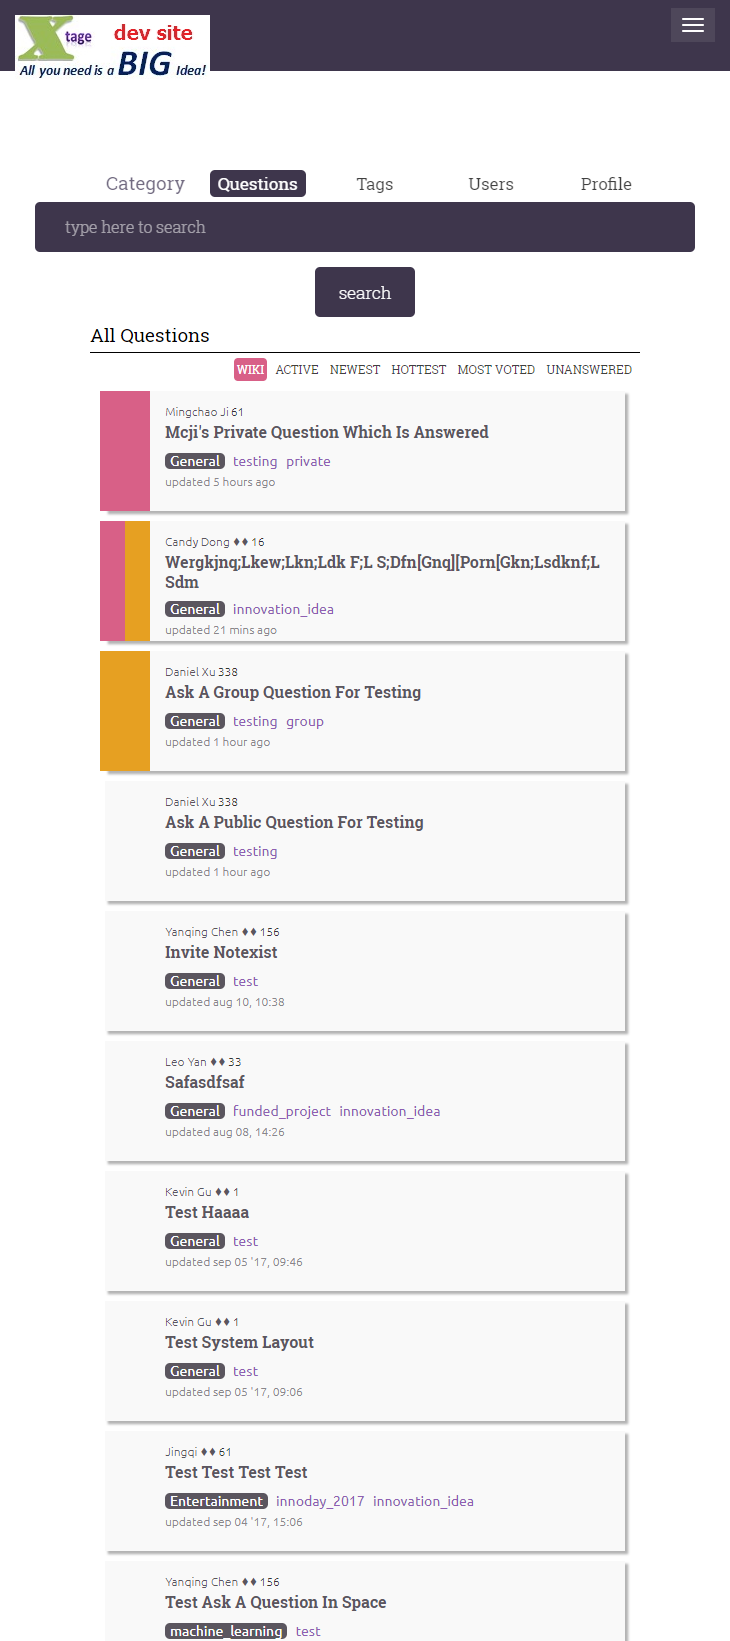 X tage dev site
All you need is a BIG Idea!
Category Questions Tags Users Profile
type here to search
search
All Questions
WIKI ACTIVE NEWEST HOTTEST MOST VOTED UNANSWERED
Mingchao Ji 61
Mcji's Private Question Which Is Answered
General testing private
updated 5 hours ago
Candy Dong ♦♦ 16
Wergkjnq;Lkew;Lkn;Ldk F;L S;Dfn[Gnq][Porn[Gkn;Lsdknf;L
Sdm
General innovation_idea
updated 21 mins ago
Daniel Xu 338
Ask A Group Question For Testing
General testing group
updated 1 hour ago
Daniel Xu 338
Ask A Public Question For Testing
General testing
updated 1 hour ago
Yanqing Chen ♦♦ 156
Invite Notexist
General test
updated aug 10, 10:38
Leo Yan ♦♦ 33
Safasdfsaf
General funded_project innovation_idea
updated aug 08, 14:26
Kevin Gu ♦♦ 1
Test Haaaa
General test
updated sep 05 '17, 09:46
Kevin Gu ♦♦ 1
Test System Layout
General test
updated sep 05 '17, 09:06
Jingqi ♦♦ 61
Test Test Test Test
Entertainment innoday_2017 innovation_idea
updated sep 04 '17, 15:06
Yanqing Chen ♦♦ 156
Test Ask A Question In Space
machine_learning test